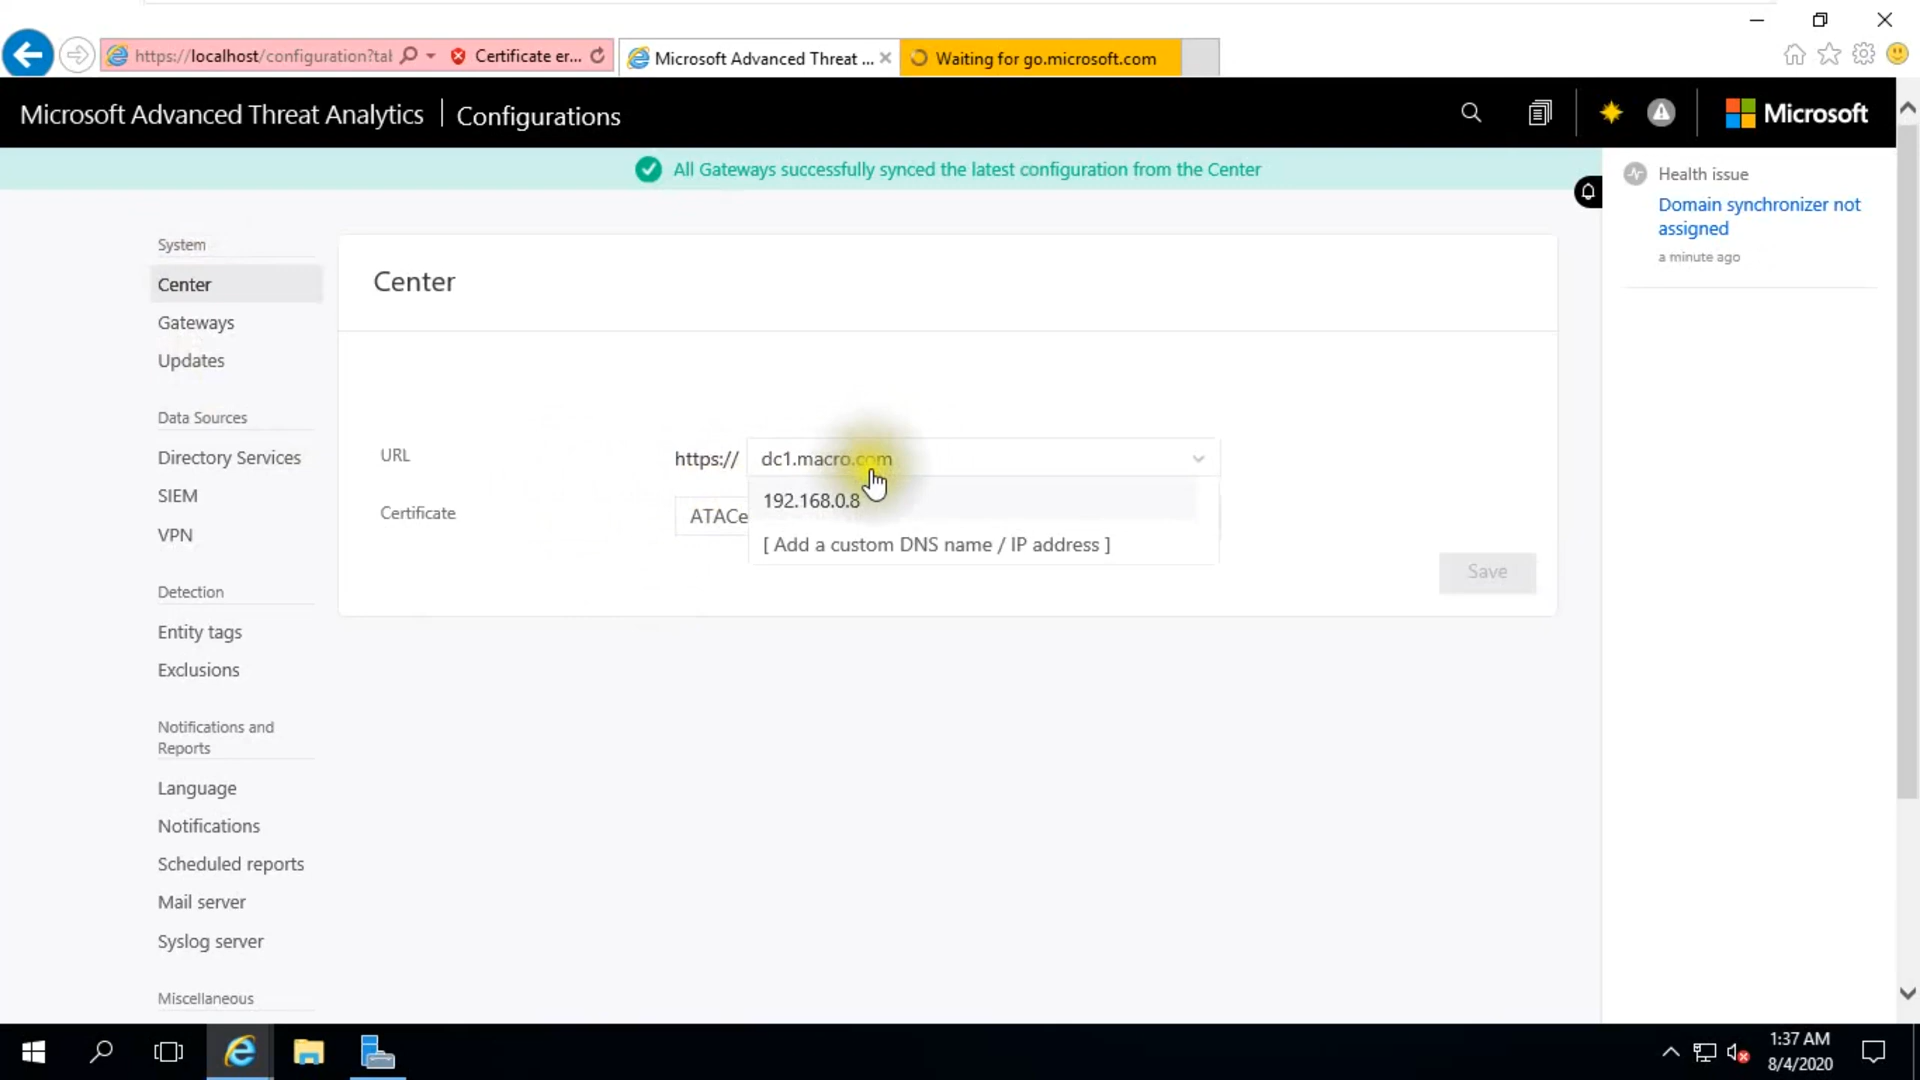 https://localhost/configuration?tal
Certificate er...
Microsoft Advanced Threat ...
Waiting for go.microsoft.com
Microsoft Advanced Threat Analytics
Configurations
Microsoft
All Gateways successfully synced the latest configuration from the Center
Health issue
Domain synchronizer not
assigned
a minute ago
System
Center
Gateways
Updates
Data Sources
Directory Services
SIEM
VPN
Detection
Entity tags
Exclusions
Notifications and
Reports
Language
Notifications
Scheduled reports
Mail server
Syslog server
Miscellaneous
Center
URL
https://
dc1.macro.com
192.168.0.8
[ Add a custom DNS name / IP address ]
Certificate
ATACe
Save
1:37 AM
8/4/2020